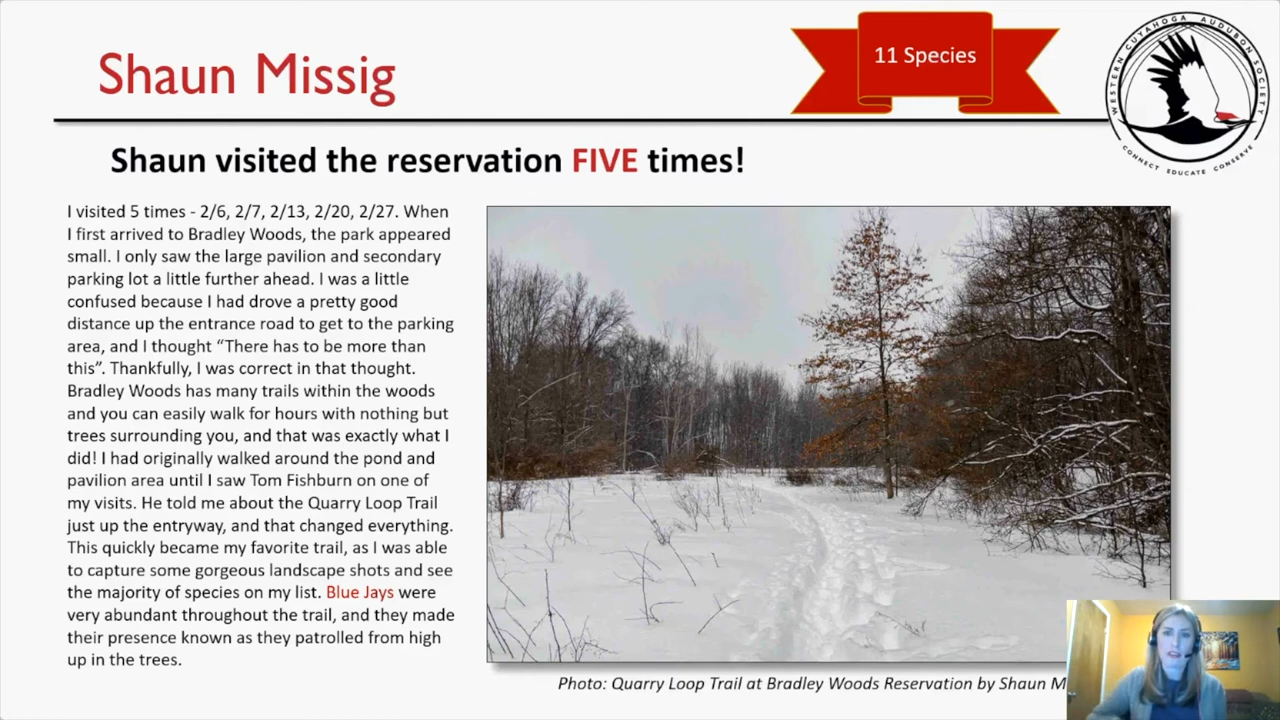 Shaun Missig
11 Species
WESTERN CUYAHOGA AUDUBON SOCIETY
CONNECT EDUCATE CONSERVE
Shaun visited the reservation FIVE times!
I visited 5 times - 2/6, 2/7, 2/13, 2/20, 2/27. When
I first arrived to Bradley Woods, the park appeared
small. I only saw the large pavilion and secondary
parking lot a little further ahead. I was a little
confused because I had drove a pretty good
distance up the entrance road to get to the parking
area, and I thought “There has to be more than
this”. Thankfully, I was correct in that thought.
Bradley Woods has many trails within the woods
and you can easily walk for hours with nothing but
trees surrounding you, and that was exactly what I
did! I had originally walked around the pond and
pavilion area until I saw Tom Fishburn on one of
my visits. He told me about the Quarry Loop Trail
just up the entryway, and that changed everything.
This quickly became my favorite trail, as I was able
to capture some gorgeous landscape shots and see
the majority of species on my list. Blue Jays were
very abundant throughout the trail, and they made
their presence known as they patrolled from high
up in the trees.
Photo: Quarry Loop Trail at Bradley Woods Reservation by Shaun M